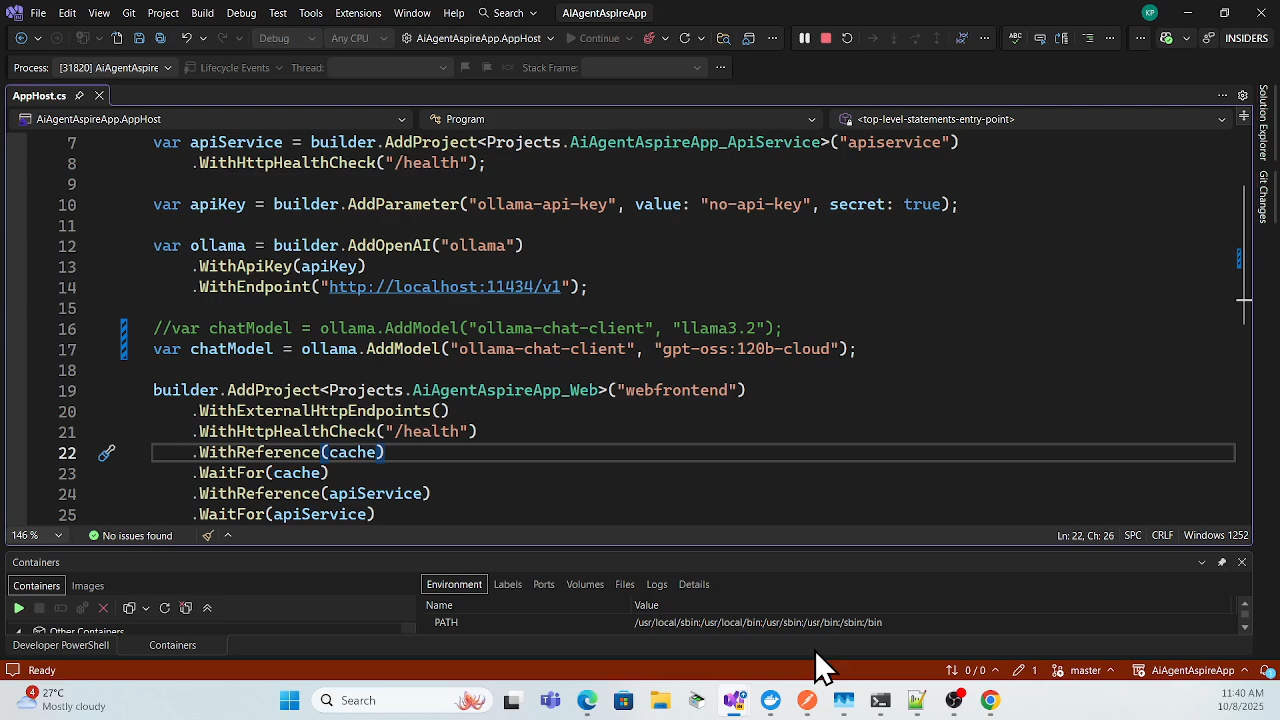 File Edit View Git Project Build Debug Test Tools Extensions Window Help Search AIAgentAspireApp KP
Debug Any CPU AiAgentAspireApp.AppHost Continue INSIDERS
Process: [31820] AiAgentAspire Lifecycle Events Thread: Stack Frame:
AppHost.cs
AiAgentAspireApp.AppHost Program <top-level-statements-entry-point>
7 var apiService = builder.AddProject<Projects.AiAgentAspireApp_ApiService>("apiservice")
8 .WithHttpHealthCheck("/health");
9
10 var apiKey = builder.AddParameter("ollama-api-key", value: "no-api-key", secret: true);
11
12 var ollama = builder.AddOpenAI("ollama")
13 .WithApiKey(apiKey)
14 .WithEndpoint("http://localhost:11434/v1");
15
16 //var chatModel = ollama.AddModel("ollama-chat-client", "llama3.2");
17 var chatModel = ollama.AddModel("ollama-chat-client", "gpt-oss:120b-cloud");
18
19 builder.AddProject<Projects.AiAgentAspireApp_Web>("webfrontend")
20 .WithExternalHttpEndpoints()
21 .WithHttpHealthCheck("/health")
22 .WithReference(cache)
23 .WaitFor(cache)
24 .WithReference(apiService)
25 .WaitFor(apiService)
Solution Explorer
Git Changes
146 % No issues found Ln: 22, Ch: 26 SPC CRLF Windows 1252
Containers
Containers Images Environment Labels Ports Volumes Files Logs Details
Name Value
Other Containers PATH /usr/local/sbin:/usr/local/bin:/usr/sbin:/usr/bin:/sbin:/bin
Developer PowerShell Containers
Ready 0 / 0 1 master AiAgentAspireApp 1
4 27°C
Mostly cloudy
Search
11:40 AM
10/8/2025